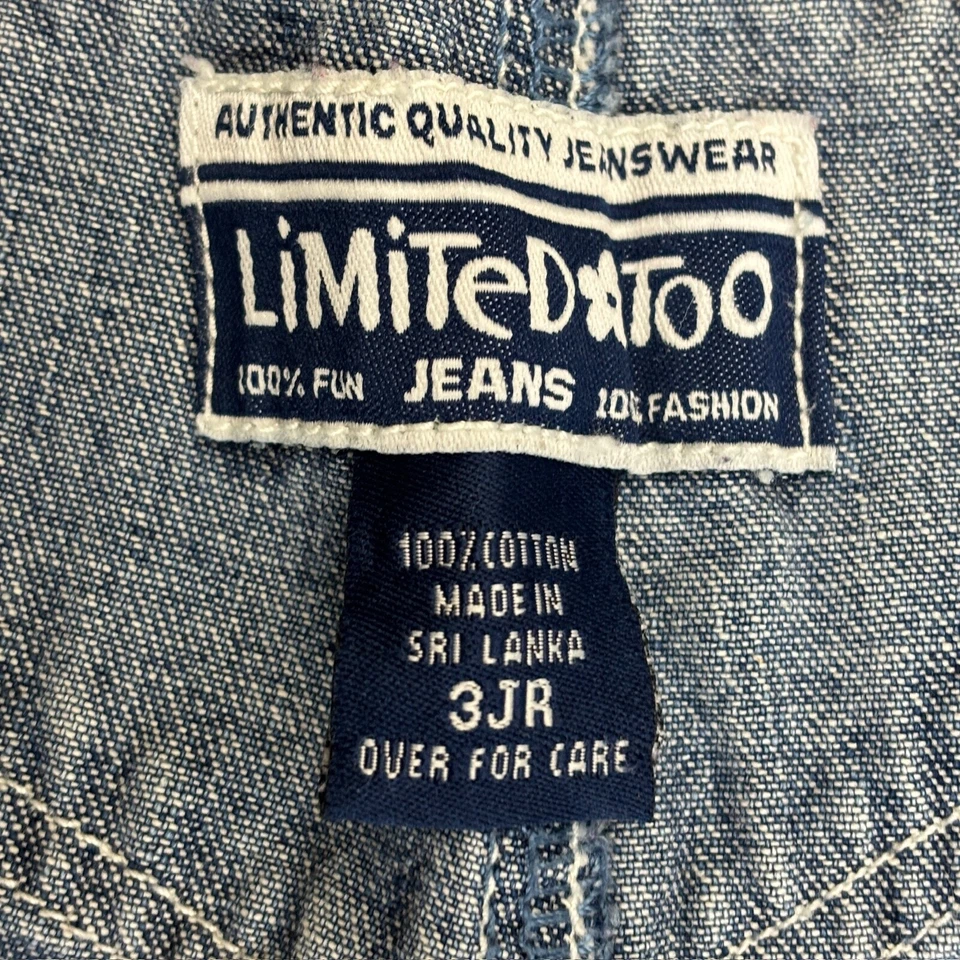 AUTHENTIC QUALITY JEANSWEAR
LiMiTeD TOO
100% FUN JEANS 100% FASHION
100% COTTON
MADE IN
SRI LANKA
3JR
OVER FOR CARE